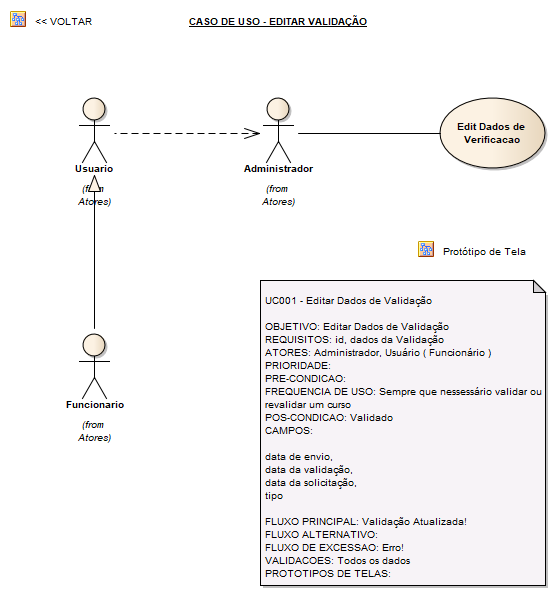 << VOLTAR
CASO DE USO - EDITAR VALIDAÇÃO
Usuario
(from
Atores)
Administrador
(from
Atores)
Edit Dados de
Verificacao
Protótipo de Tela
Funcionario
(from
Atores)
UC001 - Editar Dados de Validação
OBJETIVO: Editar Dados de Validação
REQUISITOS: id, dados da Validação
ATORES: Administrador, Usuário ( Funcionário )
PRIORIDADE:
PRE-CONDICAO:
FREQUENCIA DE USO: Sempre que nessessário validar ou
revalidar um curso
POS-CONDICAO: Validado
CAMPOS:
data de envio,
data da validação,
data da solicitação,
tipo
FLUXO PRINCIPAL: Validação Atualizada!
FLUXO ALTERNATIVO:
FLUXO DE EXCESSAO: Erro!
VALIDACOES: Todos os dados
PROTOTIPOS DE TELAS: